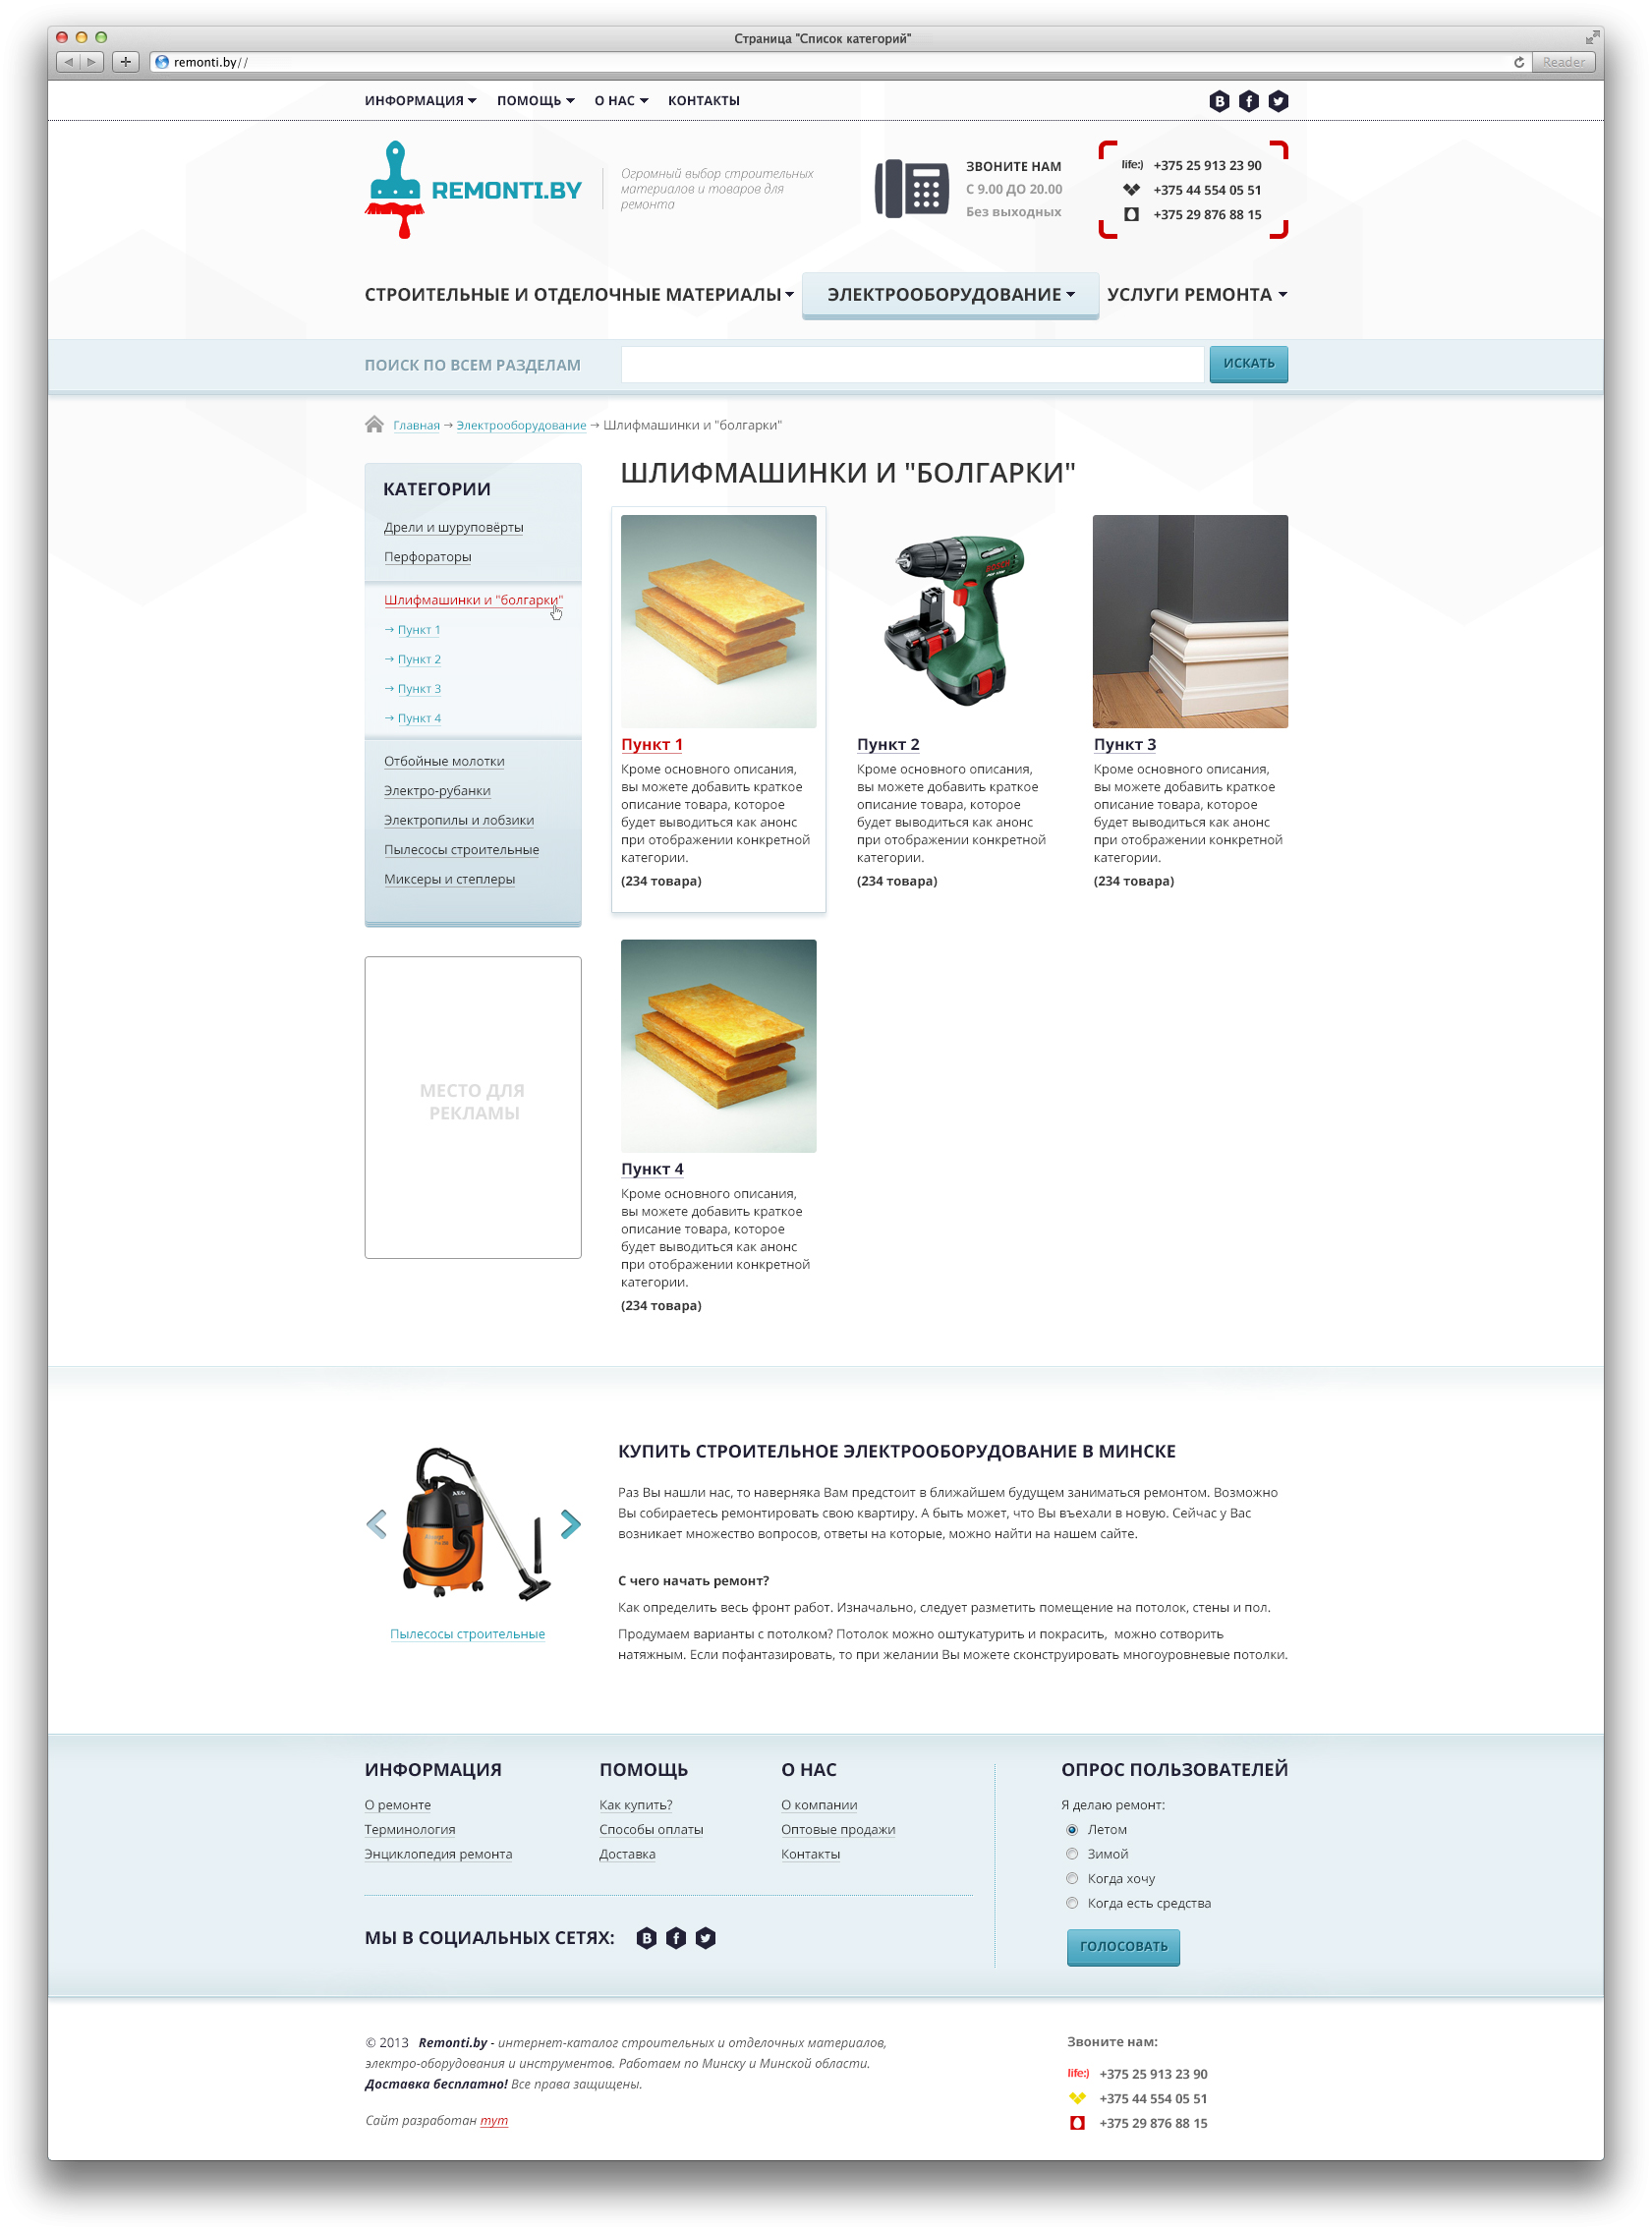 Страница "Список категорий"
remonti.by//
Reader
ИНФОРМАЦИЯ ПОМОЩЬ О НАС КОНТАКТЫ
REMONTI.BY
Огромный выбор строительных
материалов и товаров для
ремонта
ЗВОНИТЕ НАМ
С 9.00 ДО 20.00
Без выходных
life:) +375 25 913 23 90
+375 44 554 05 51
+375 29 876 88 15
СТРОИТЕЛЬНЫЕ И ОТДЕЛОЧНЫЕ МАТЕРИАЛЫ ЭЛЕКТРООБОРУДОВАНИЕ УСЛУГИ РЕМОНТА
ПОИСК ПО ВСЕМ РАЗДЕЛАМ
ИСКАТЬ
Главная → Электрооборудование → Шлифмашинки и "болгарки"
КАТЕГОРИИ
Дрели и шуруповёрты
Перфораторы
Шлифмашинки и "болгарки"
→ Пункт 1
→ Пункт 2
→ Пункт 3
→ Пункт 4
Отбойные молотки
Электро-рубанки
Электропилы и лобзики
Пылесосы строительные
Миксеры и степлеры
МЕСТО ДЛЯ
РЕКЛАМЫ
ШЛИФМАШИНКИ И "БОЛГАРКИ"
Пункт 1
Кроме основного описания,
вы можете добавить краткое
описание товара, которое
будет выводиться как анонс
при отображении конкретной
категории.
(234 товара)
BOSCH
Пункт 2
Кроме основного описания,
вы можете добавить краткое
описание товара, которое
будет выводиться как анонс
при отображении конкретной
категории.
(234 товара)
Пункт 3
Кроме основного описания,
вы можете добавить краткое
описание товара, которое
будет выводиться как анонс
при отображении конкретной
категории.
(234 товара)
Пункт 4
Кроме основного описания,
вы можете добавить краткое
описание товара, которое
будет выводиться как анонс
при отображении конкретной
категории.
(234 товара)
AEG
Пылесосы строительные
КУПИТЬ СТРОИТЕЛЬНОЕ ЭЛЕКТРООБОРУДОВАНИЕ В МИНСКЕ
Раз Вы нашли нас, то наверняка Вам предстоит в ближайшем будущем заниматься ремонтом. Возможно
Вы собираетесь ремонтировать свою квартиру. А быть может, что Вы въехали в новую. Сейчас у Вас
возникает множество вопросов, ответы на которые, можно найти на нашем сайте.
С чего начать ремонт?
Как определить весь фронт работ. Изначально, следует разметить помещение на потолок, стены и пол.
Продумаем варианты с потолком? Потолок можно оштукатурить и покрасить, можно сотворить
натяжным. Если пофантазировать, то при желании Вы можете сконструировать многоуровневые потолки.
ИНФОРМАЦИЯ
О ремонте
Терминология
Энциклопедия ремонта
ПОМОЩЬ
Как купить?
Способы оплаты
Доставка
О НАС
О компании
Оптовые продажи
Контакты
МЫ В СОЦИАЛЬНЫХ СЕТЯХ:
ОПРОС ПОЛЬЗОВАТЕЛЕЙ
Я делаю ремонт:
Летом
Зимой
Когда хочу
Когда есть средства
ГОЛОСОВАТЬ
© 2013 Remonti.by - интернет-каталог строительных и отделочных материалов,
электро-оборудования и инструментов. Работаем по Минску и Минской области.
Доставка бесплатно! Все права защищены.
Сайт разработан тут
Звоните нам:
life:) +375 25 913 23 90
+375 44 554 05 51
+375 29 876 88 15